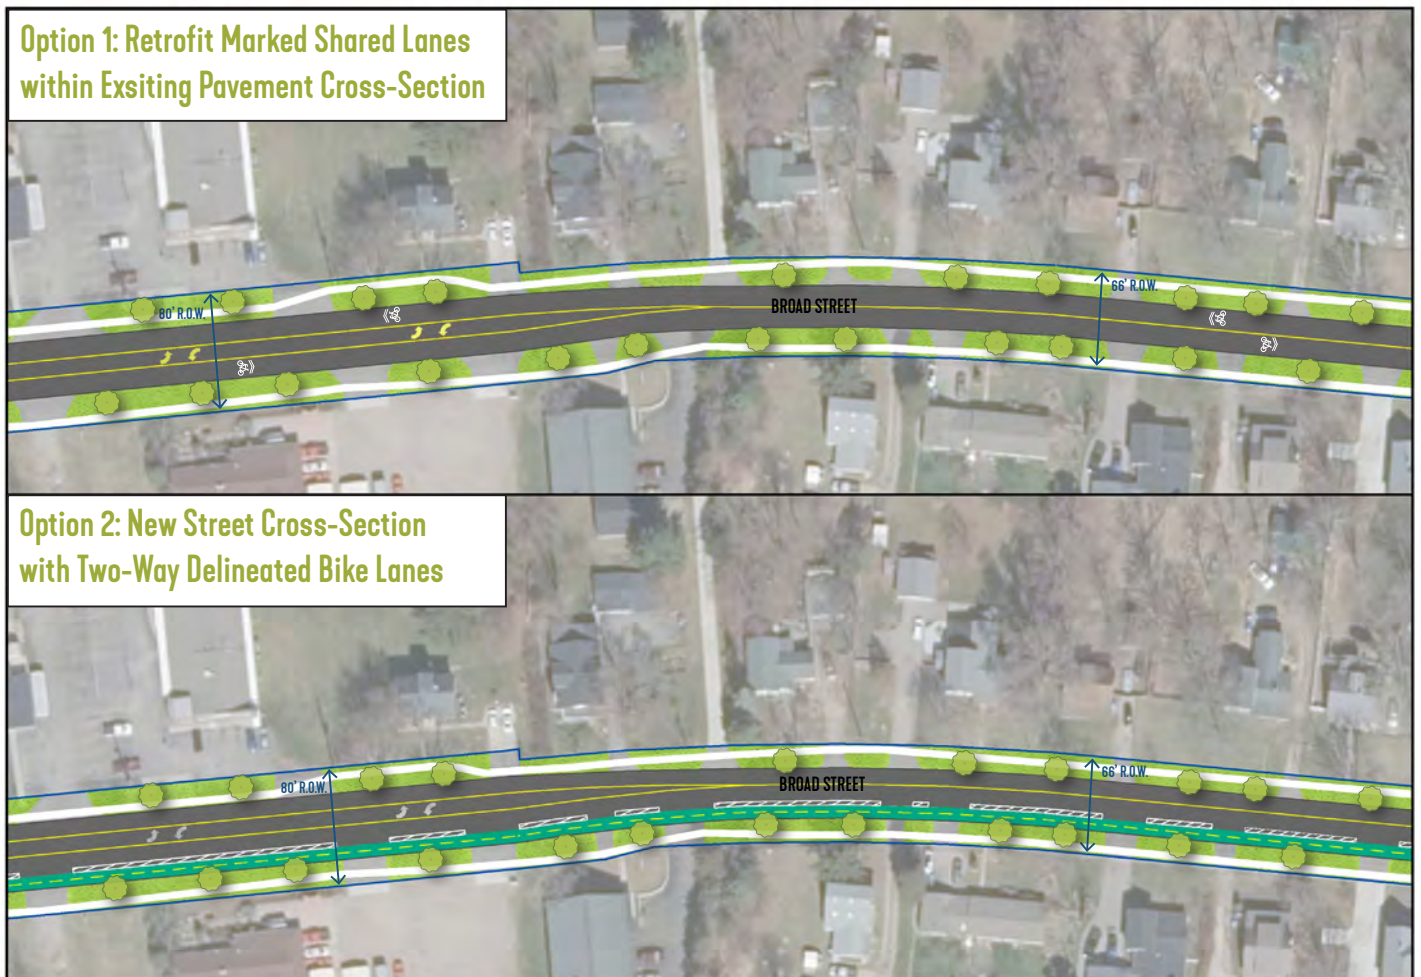 Option 1: Retrofit Marked Shared Lanes
within Exsiting Pavement Cross-Section
80' R.O.W.
BROAD STREET
66' R.O.W.
Option 2: New Street Cross-Section
with Two-Way Delineated Bike Lanes
80' R.O.W.
BROAD STREET
66' R.O.W.